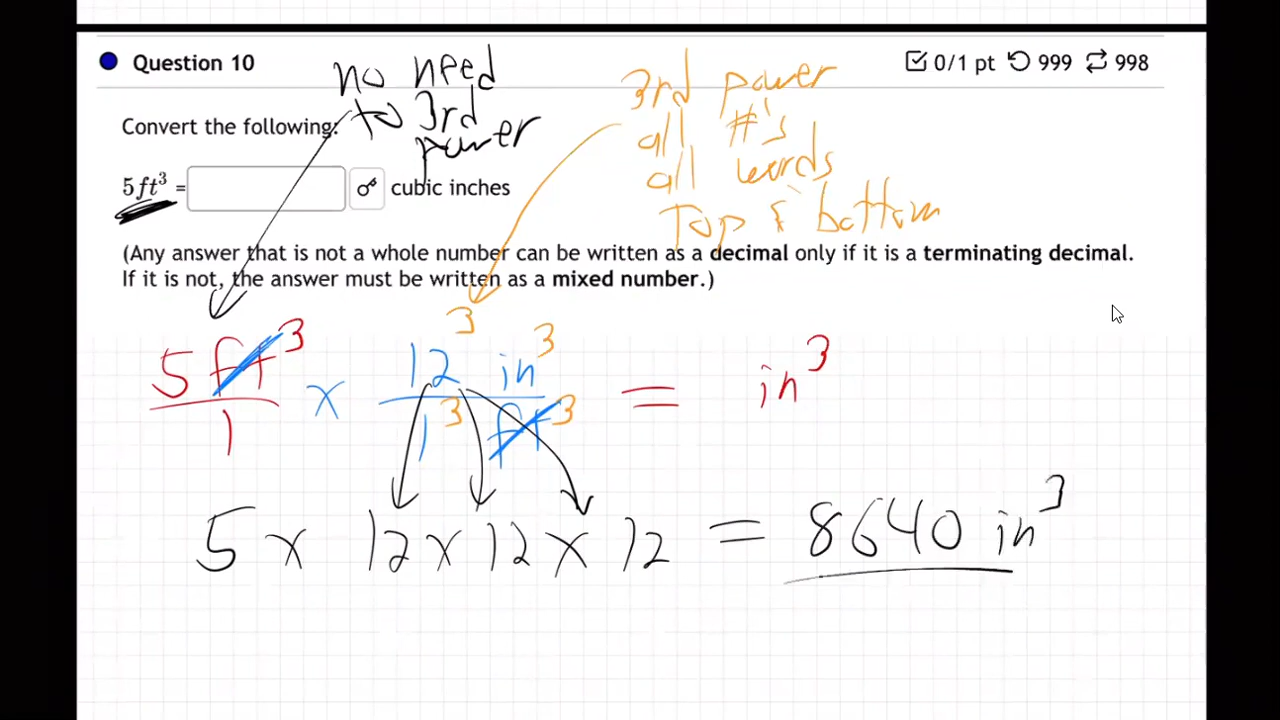 Question 10
0/1 pt 999 998
no need
to 3rd
power
3rd power
all #'s
all words
Top & bottom
Convert the following:
5 ft³ = cubic inches
(Any answer that is not a whole number can be written as a decimal only if it is a terminating decimal.
If it is not, the answer must be written as a mixed number.)
5 ft³/1 x 12³ in³/1³ ft³ = in³
5 x 12 x 12 x 12 = 8640 in³